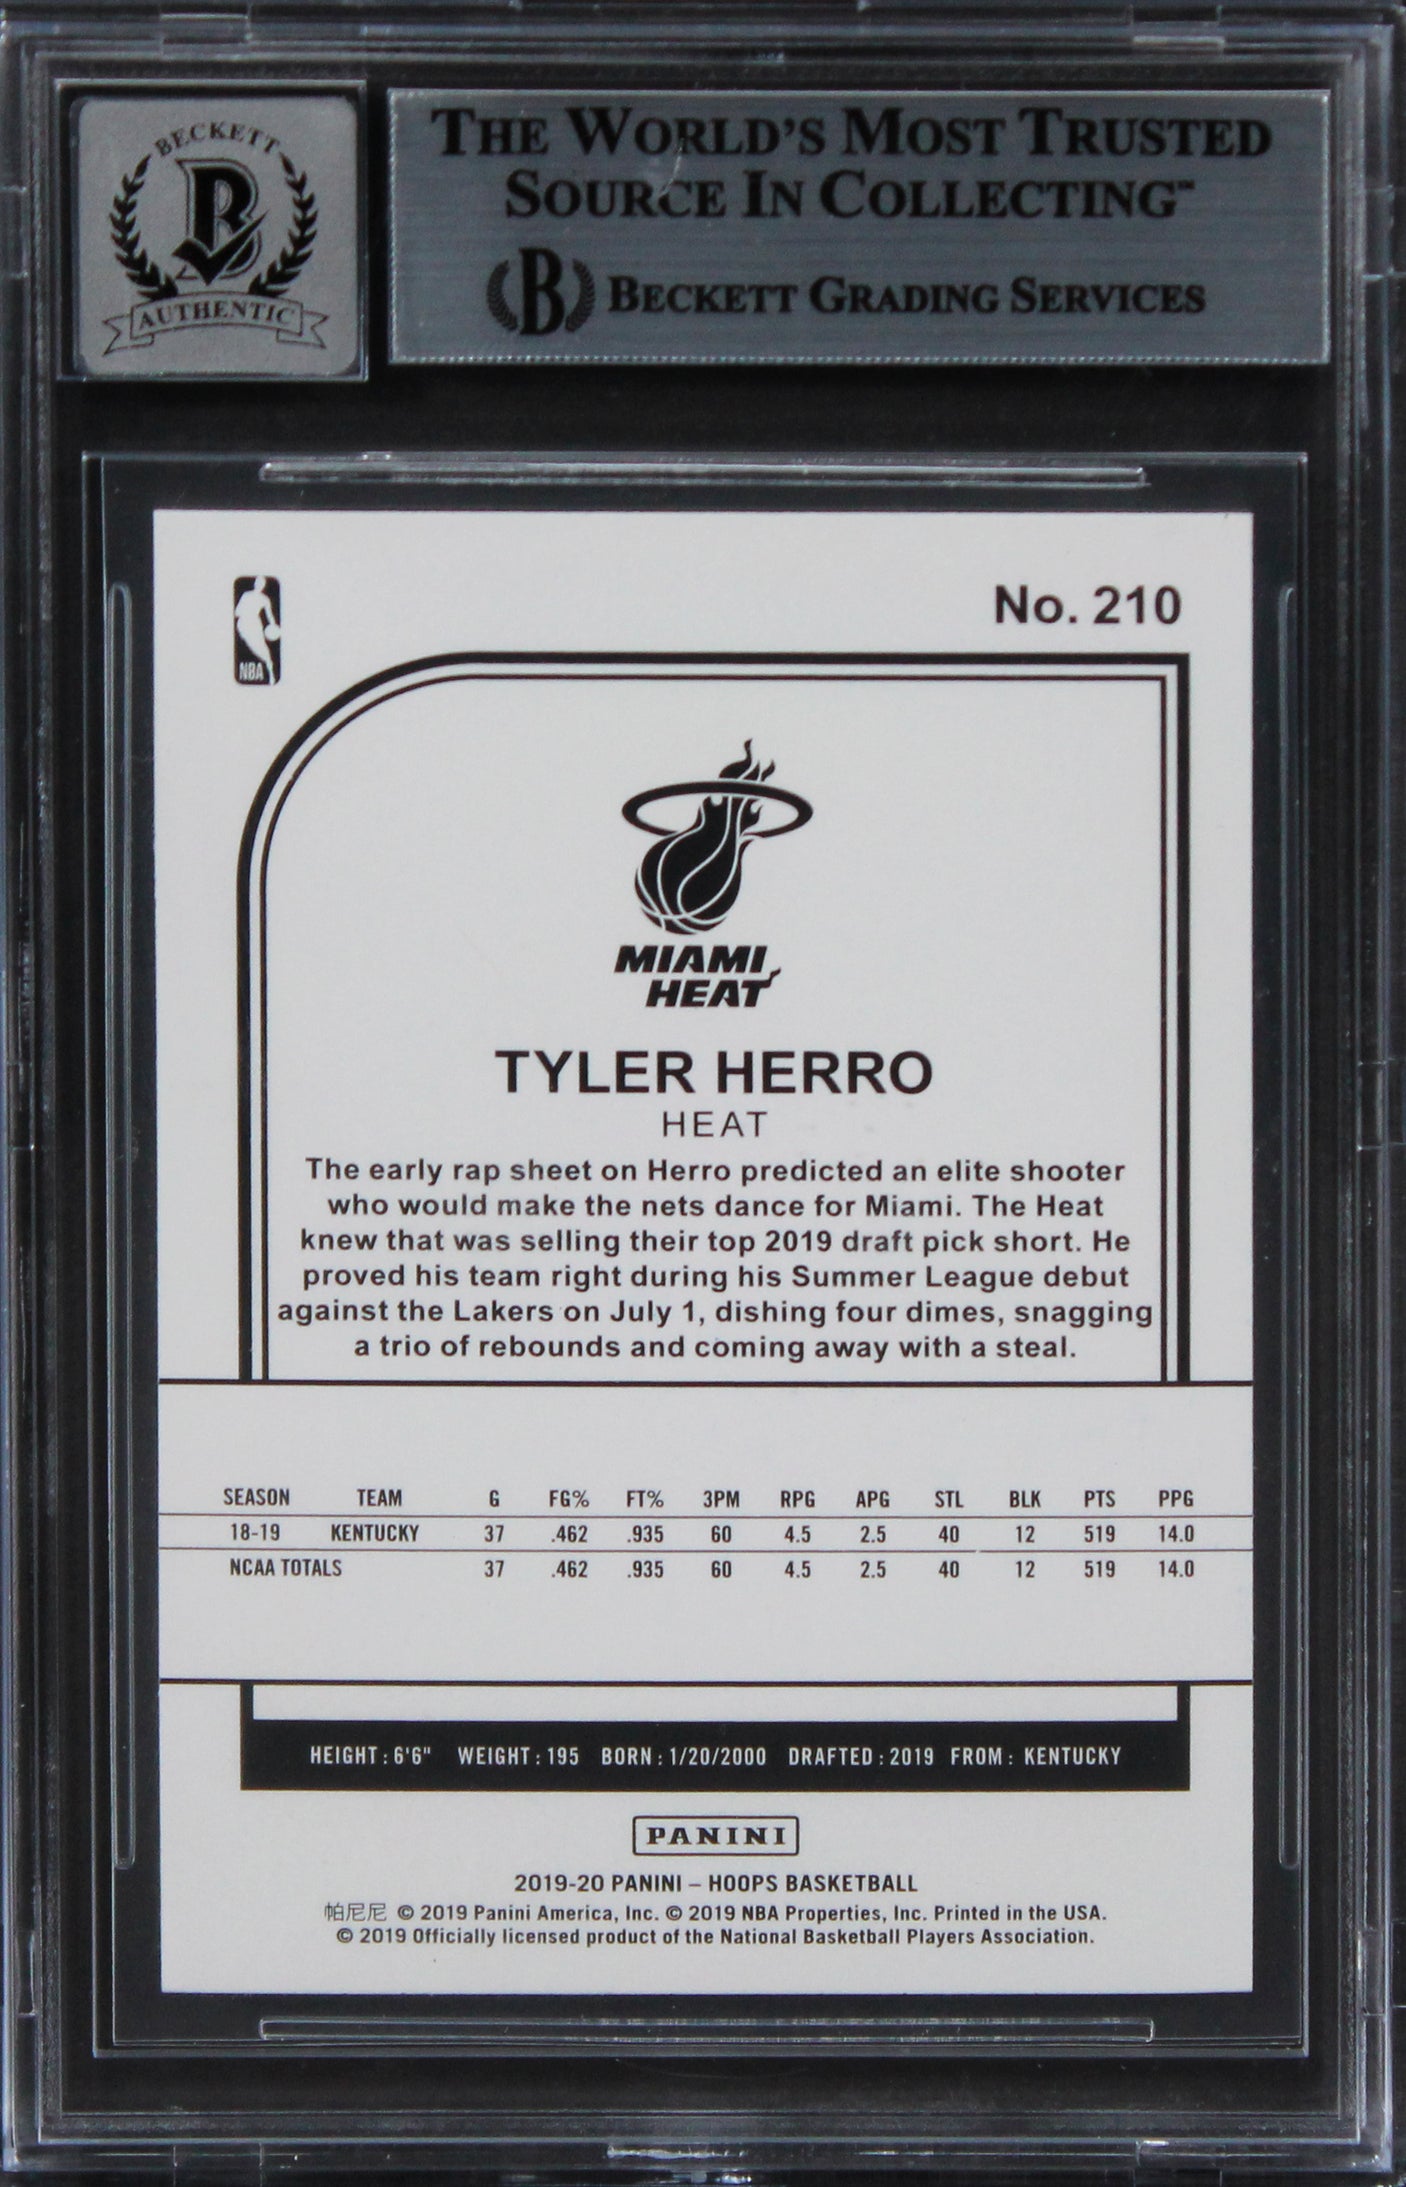 BECKETT
B
AUTHENTIC
THE WORLD'S MOST TRUSTED
SOURCE IN COLLECTING™
B BECKETT GRADING SERVICES
No. 210
NBA
MIAMI
HEAT
TYLER HERRO
HEAT
The early rap sheet on Herro predicted an elite shooter
who would make the nets dance for Miami. The Heat
knew that was selling their top 2019 draft pick short. He
proved his team right during his Summer League debut
against the Lakers on July 1, dishing four dimes, snagging
a trio of rebounds and coming away with a steal.
SEASON TEAM G FG% FT% 3PM RPG APG STL BLK PTS PPG
18-19 KENTUCKY 37 .462 .935 60 4.5 2.5 40 12 519 14.0
NCAA TOTALS 37 .462 .935 60 4.5 2.5 40 12 519 14.0
HEIGHT : 6'6" WEIGHT : 195 BORN : 1/20/2000 DRAFTED : 2019 FROM : KENTUCKY
PANINI
2019-20 PANINI – HOOPS BASKETBALL
帕尼尼 © 2019 Panini America, Inc. © 2019 NBA Properties, Inc. Printed in the USA.
© 2019 Officially licensed product of the National Basketball Players Association.